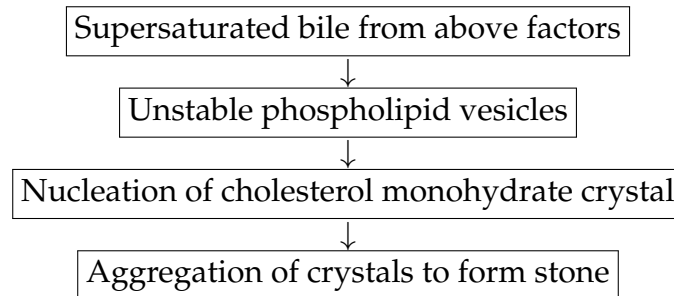 Supersaturated bile from above factors
Unstable phospholipid vesicles
Nucleation of cholesterol monohydrate crystal
Aggregation of crystals to form stone